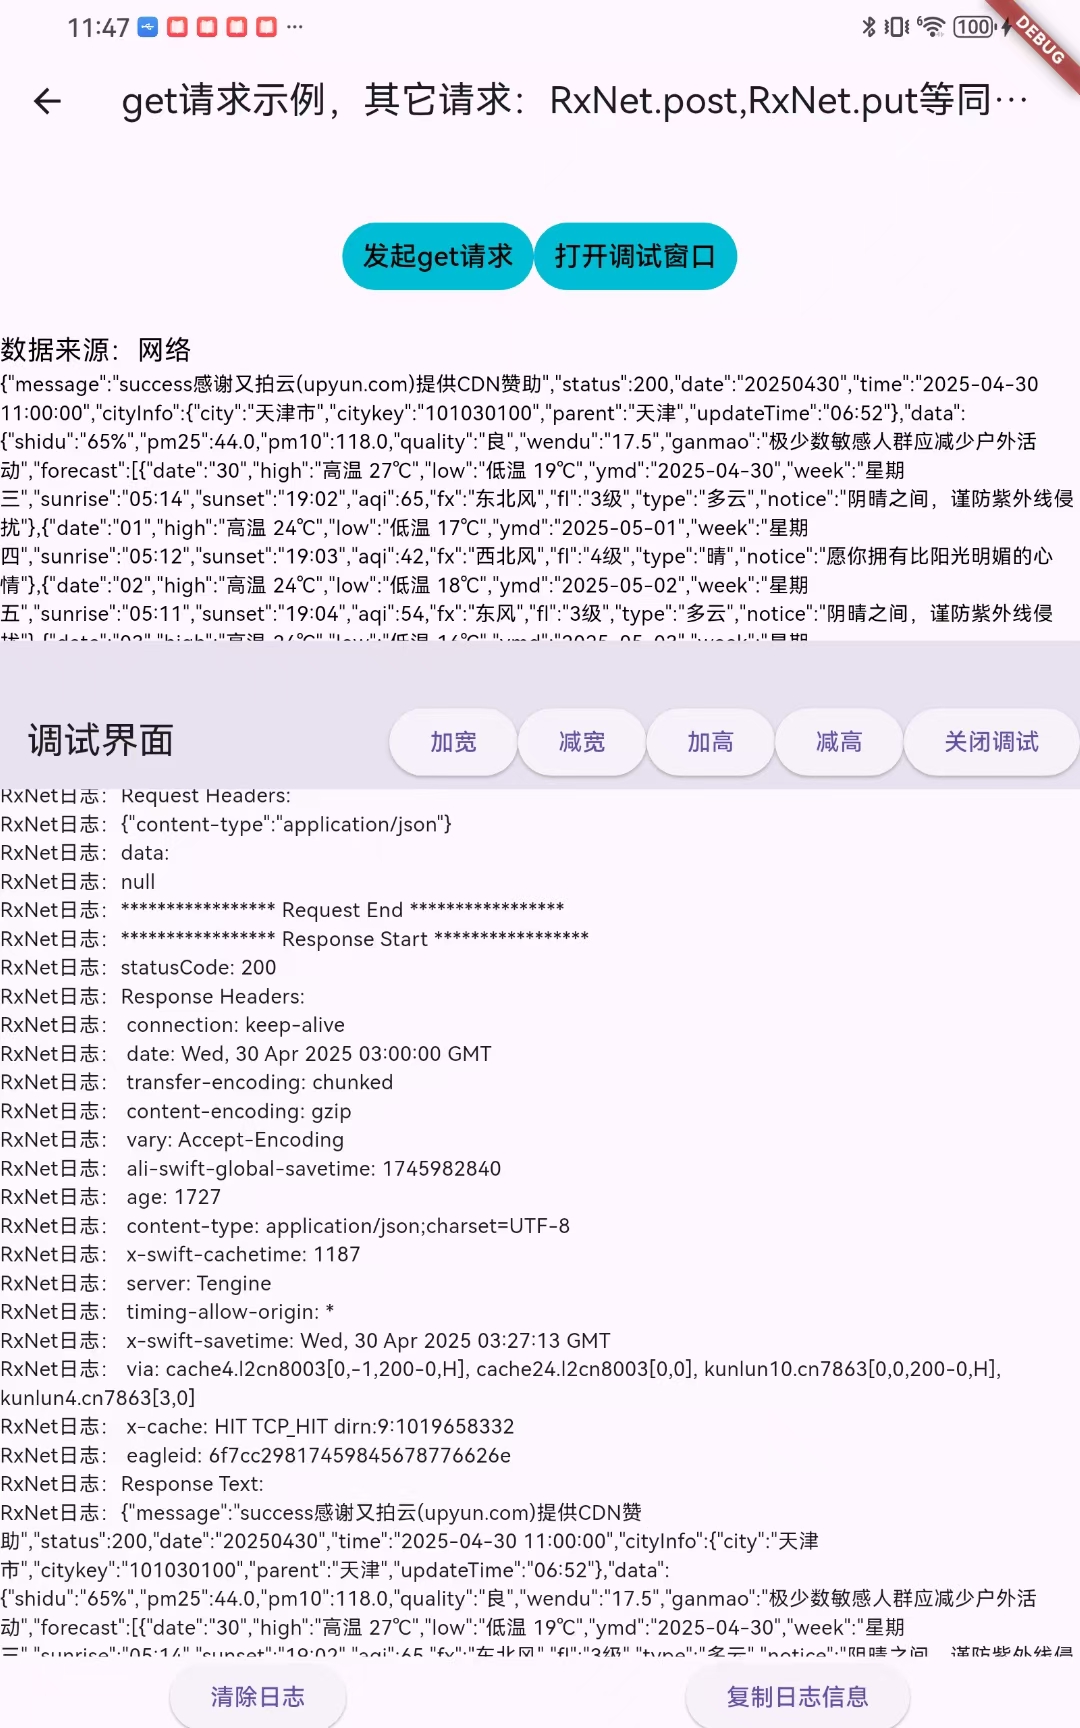 11:47
6
100
DEBUG
get请求示例，其它请求：RxNet.post,RxNet.put等同…
发起get请求
打开调试窗口
数据来源：网络
{"message":"success感谢又拍云(upyun.com)提供CDN赞助","status":200,"date":"20250430","time":"2025-04-30
11:00:00","cityInfo":{"city":"天津市","citykey":"101030100","parent":"天津","updateTime":"06:52"},"data":
{"shidu":"65%","pm25":44.0,"pm10":118.0,"quality":"良","wendu":"17.5","ganmao":"极少数敏感人群应减少户外活
动","forecast":[{"date":"30","high":"高温 27℃","low":"低温 19℃","ymd":"2025-04-30","week":"星期
三","sunrise":"05:14","sunset":"19:02","aqi":65,"fx":"东北风","fl":"3级","type":"多云","notice":"阴晴之间，谨防紫外线侵
扰"},{"date":"01","high":"高温 24℃","low":"低温 17℃","ymd":"2025-05-01","week":"星期
四","sunrise":"05:12","sunset":"19:03","aqi":42,"fx":"西北风","fl":"4级","type":"晴","notice":"愿你拥有比阳光明媚的心
情"},{"date":"02","high":"高温 24℃","low":"低温 18℃","ymd":"2025-05-02","week":"星期
五","sunrise":"05:11","sunset":"19:04","aqi":54,"fx":"东风","fl":"3级","type":"多云","notice":"阴晴之间，谨防紫外线侵
调试界面
加宽
减宽
加高
减高
关闭调试
RxNet日志： Request Headers:
RxNet日志： {"content-type":"application/json"}
RxNet日志： data:
RxNet日志： null
RxNet日志： ***************** Request End *****************
RxNet日志： ***************** Response Start *****************
RxNet日志： statusCode: 200
RxNet日志： Response Headers:
RxNet日志： connection: keep-alive
RxNet日志： date: Wed, 30 Apr 2025 03:00:00 GMT
RxNet日志： transfer-encoding: chunked
RxNet日志： content-encoding: gzip
RxNet日志： vary: Accept-Encoding
RxNet日志： ali-swift-global-savetime: 1745982840
RxNet日志： age: 1727
RxNet日志： content-type: application/json;charset=UTF-8
RxNet日志： x-swift-cachetime: 1187
RxNet日志： server: Tengine
RxNet日志： timing-allow-origin: *
RxNet日志： x-swift-savetime: Wed, 30 Apr 2025 03:27:13 GMT
RxNet日志： via: cache4.l2cn8003[0,-1,200-0,H], cache24.l2cn8003[0,0], kunlun10.cn7863[0,0,200-0,H],
kunlun4.cn7863[3,0]
RxNet日志： x-cache: HIT TCP_HIT dirn:9:1019658332
RxNet日志： eagleid: 6f7cc29817459845678776626e
RxNet日志： Response Text:
RxNet日志： {"message":"success感谢又拍云(upyun.com)提供CDN赞
助","status":200,"date":"20250430","time":"2025-04-30 11:00:00","cityInfo":{"city":"天津
市","citykey":"101030100","parent":"天津","updateTime":"06:52"},"data":
{"shidu":"65%","pm25":44.0,"pm10":118.0,"quality":"良","wendu":"17.5","ganmao":"极少数敏感人群应减少户外活
动","forecast":[{"date":"30","high":"高温 27℃","low":"低温 19℃","ymd":"2025-04-30","week":"星期
三","sunrise":"05:14","sunset":"19:02","aqi":65,"fx":"东北风","fl":"3级","type":"多云","notice":"阴晴之间，谨防紫外线侵
清除日志
复制日志信息